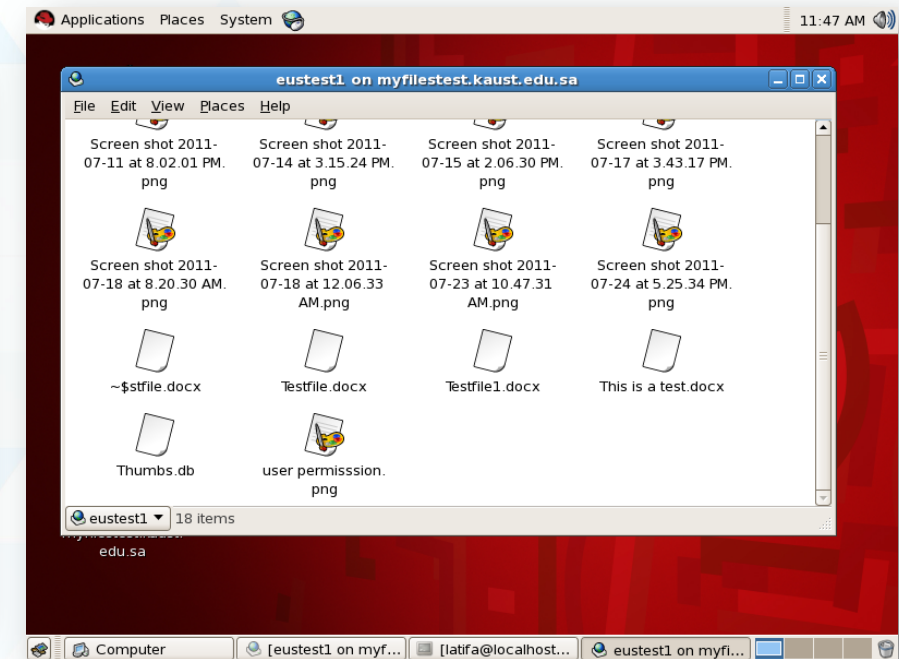 Applications Places System 11:47 AM
eustest1 on myfilestest.kaust.edu.sa
File Edit View Places Help
Screen shot 2011- Screen shot 2011- Screen shot 2011- Screen shot 2011-
07-11 at 8.02.01 PM. 07-14 at 3.15.24 PM. 07-15 at 2.06.30 PM. 07-17 at 3.43.17 PM.
png png png png
Screen shot 2011- Screen shot 2011- Screen shot 2011- Screen shot 2011-
07-18 at 8.20.30 AM. 07-18 at 12.06.33 07-23 at 10.47.31 07-24 at 5.25.34 PM.
png AM.png AM.png png
~$stfile.docx Testfile.docx Testfile1.docx This is a test.docx
Thumbs.db user permisssion.
png
eustest1 18 items
edu.sa
Computer [eustest1 on myf... [latifa@localhost... eustest1 on myfi...